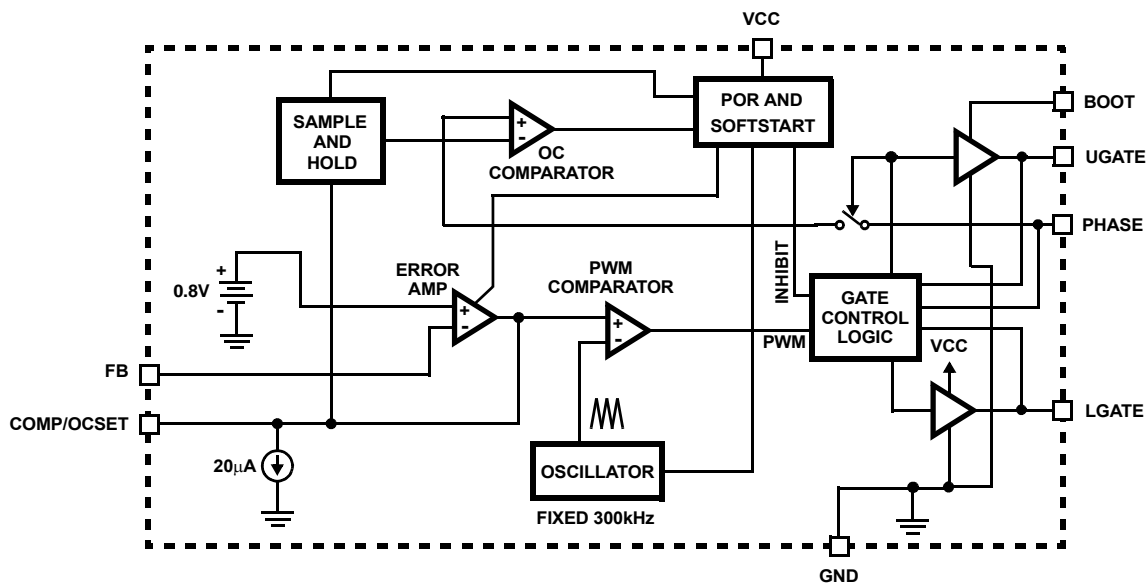 VCC
BOOT
POR AND
SOFTSTART
SAMPLE
AND
HOLD
+
-
OC
COMPARATOR
UGATE
PHASE
INHIBIT
ERROR
AMP
PWM
COMPARATOR
+
0.8V
-
+
-
+
-
GATE
CONTROL
LOGIC
PWM
VCC
FB
COMP/OCSET
LGATE
20μA
OSCILLATOR
FIXED 300kHz
GND